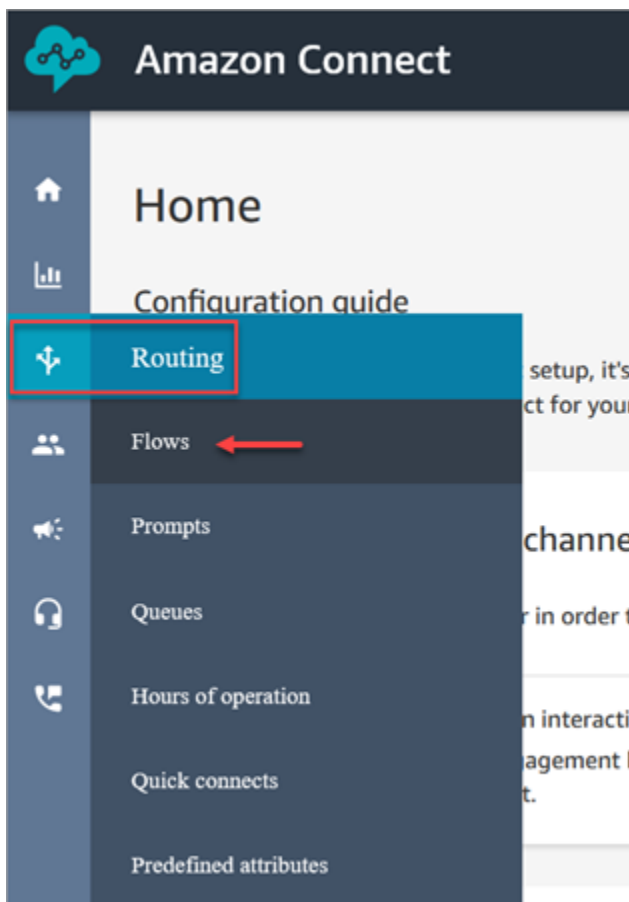 Amazon Connect
Home
Configuration guide
Routing
setup, it's
ct for your
Flows
Prompts
channe
Queues
r in order t
Hours of operation
n interacti
agement
Quick connects
t.
Predefined attributes